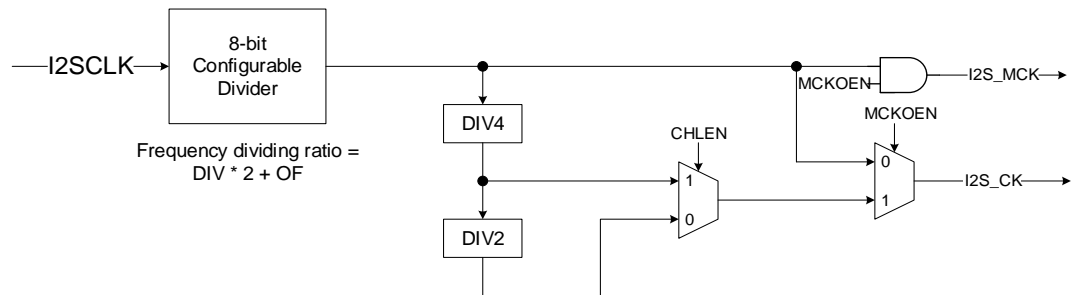 I2SCLK
8-bit
Configurable
Divider
Frequency dividing ratio =
DIV * 2 + OF
DIV4
DIV2
CHLEN
1
0
MCKOEN
I2S_MCK
MCKOEN
0
1
I2S_CK